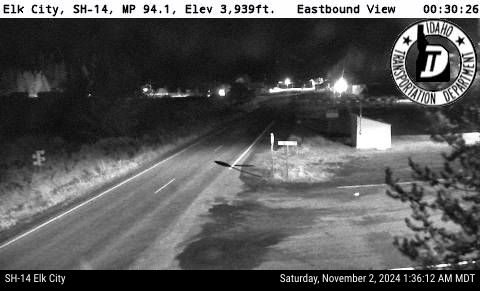 Elk City, SH-14, MP 94.1, Elev 3,939ft. Eastbound View 00:30:26
IDAHO
TRANSPORTATION DEPARTMENT
SH-14 Elk City Saturday, November 2, 2024 1:36:12 AM MDT